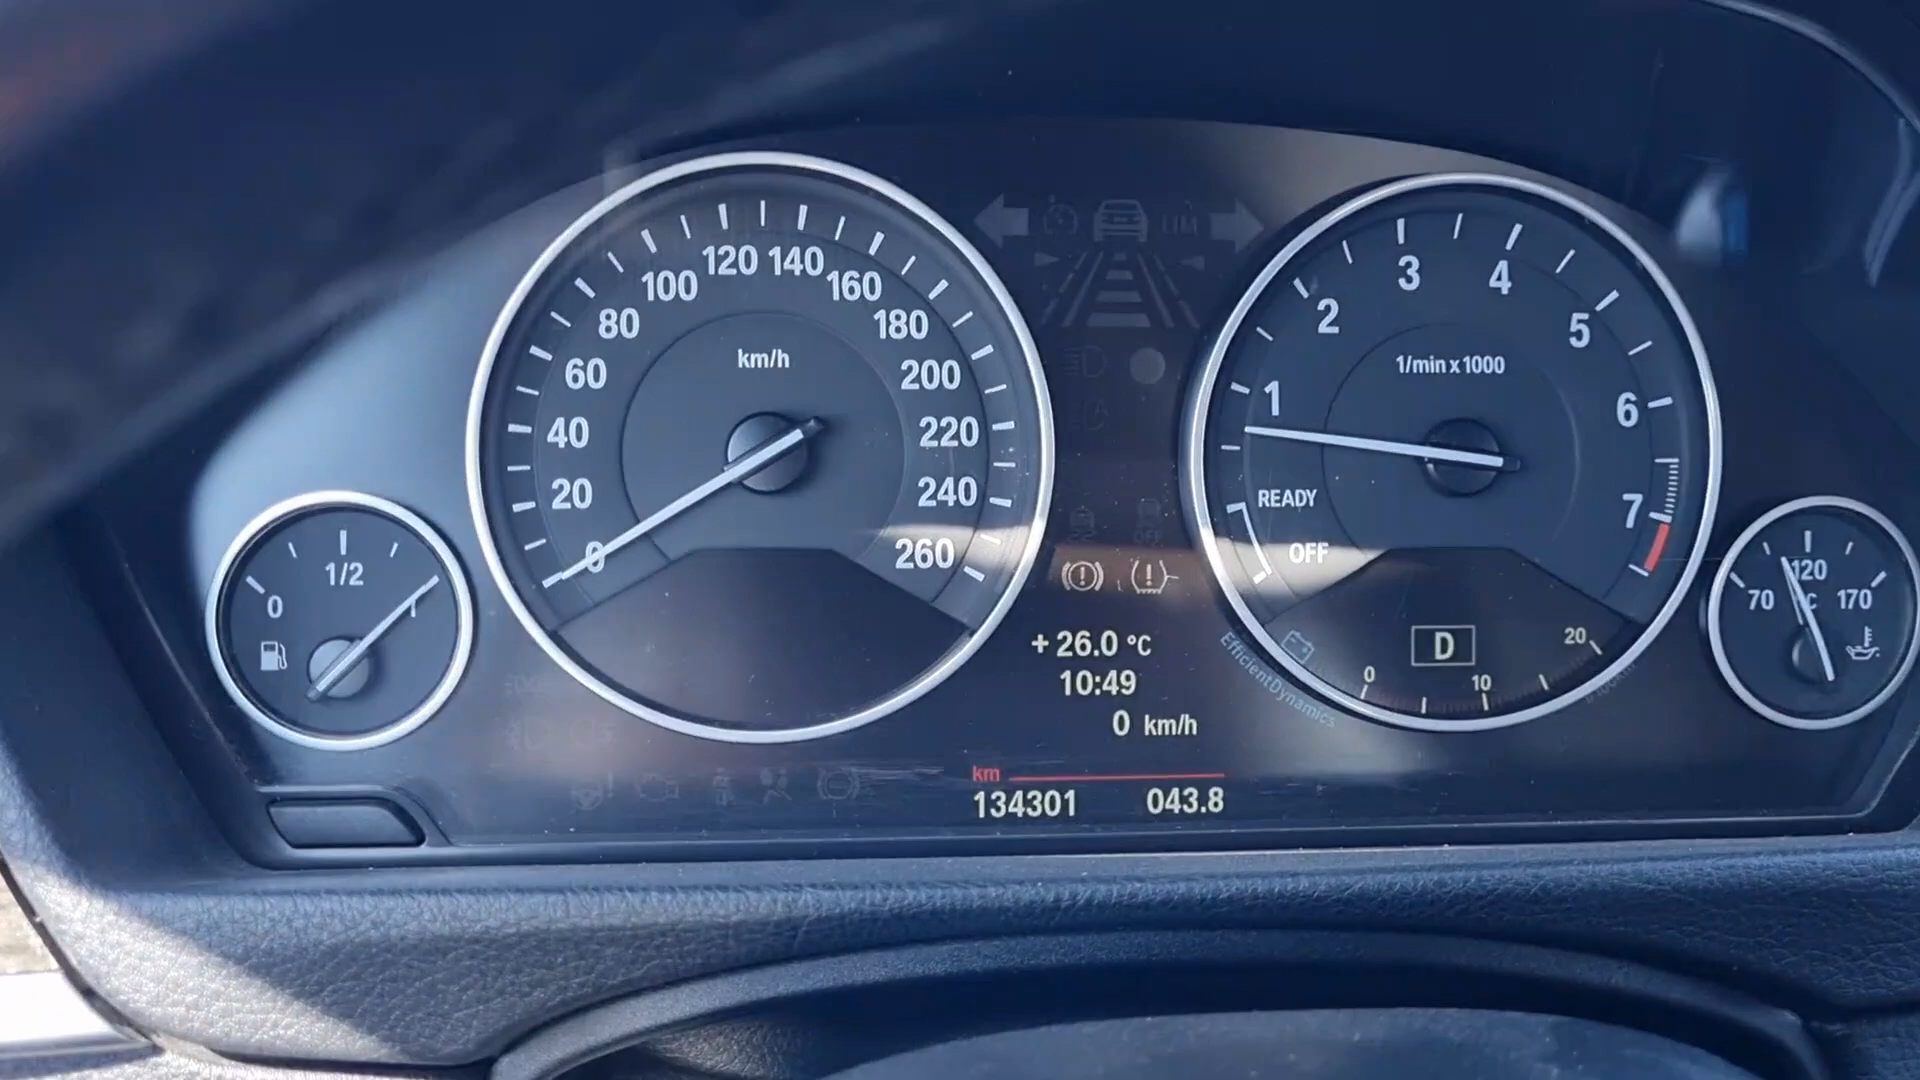 km/h
0
20
40
60
80
100
120
140
160
180
200
220
240
260
0
1/2
1
LIM
1/min x 1000
1
2
3
4
5
6
7
READY
OFF
D
0
10
20
EfficientDynamics
70
120
170
°C
+ 26.0 °C
10:49
0 km/h
km
134301 043.8